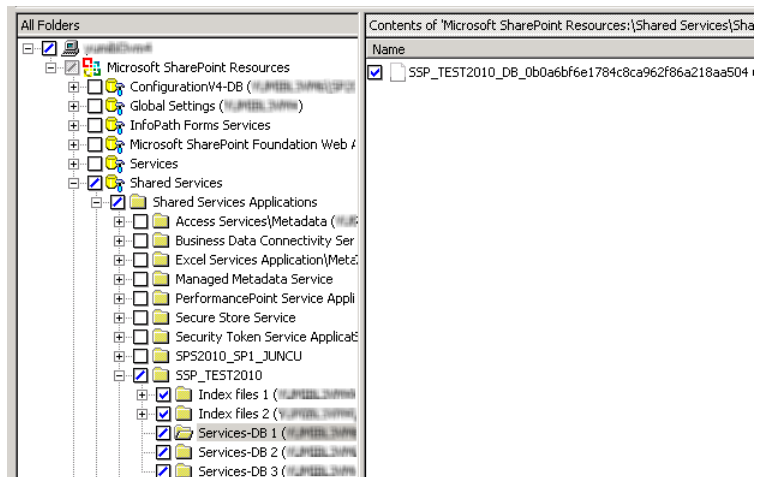 All Folders
Contents of 'Microsoft SharePoint Resources:\Shared Services\Sha
Name
Microsoft SharePoint Resources
SSP_TEST2010_DB_0b0a6bf6e1784c8ca962f86a218aa504
ConfigurationV4-DB (
Global Settings (
InfoPath Forms Services
Microsoft SharePoint Foundation Web A
Services
Shared Services
Shared Services Applications
Access Services\Metadata (
Business Data Connectivity Ser
Excel Services Application\Meta
Managed Metadata Service
PerformancePoint Service Appli
Secure Store Service
Security Token Service Applicat
SPS2010_SP1_JUNCU
SSP_TEST2010
Index files 1 (
Index files 2 (
Services-DB 1 (
Services-DB 2 (
Services-DB 3 (